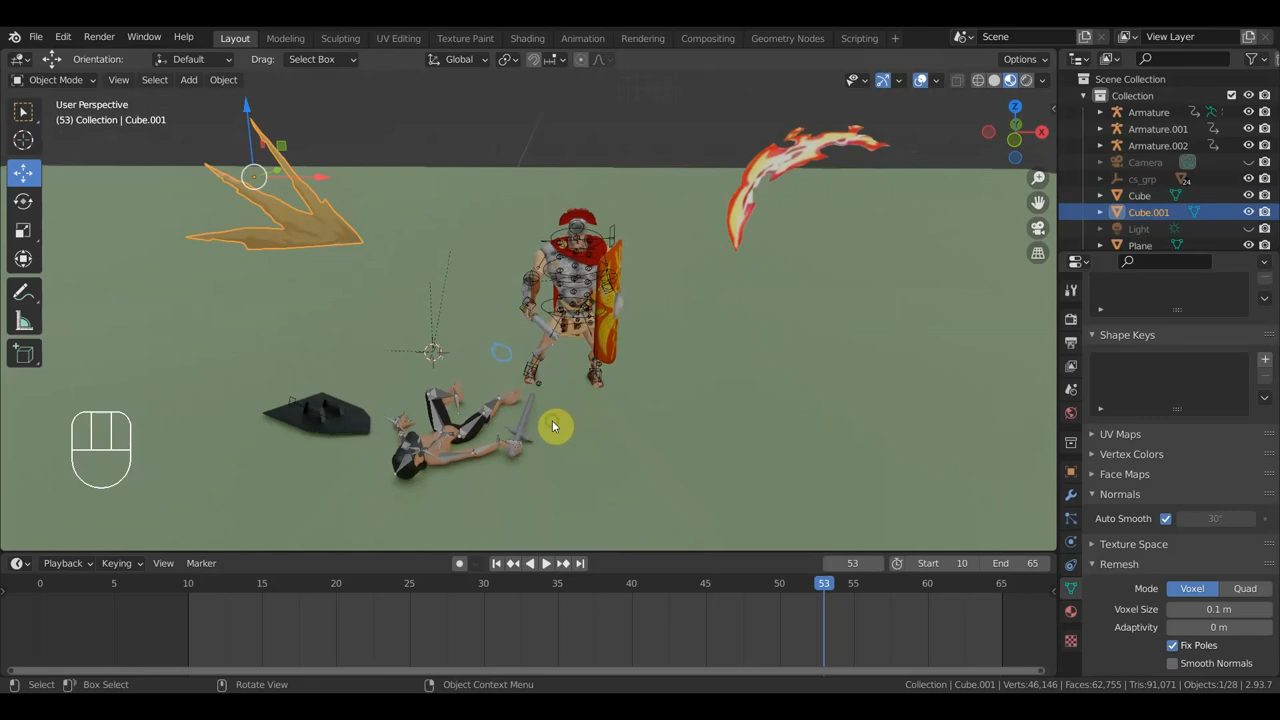 File Edit Render Window Help Layout Modeling Sculpting UV Editing Texture Paint Shading Animation Rendering Compositing Geometry Nodes Scripting + Scene View Layer
Orientation: Default Drag: Select Box Global Options
Object Mode View Select Add Object
Scene Collection
Collection
User Perspective
(53) Collection | Cube.001
Armature
Armature.001
Armature.002
Camera
cs_grp 24
Cube
Cube.001
Light
Plane
Z
Y
X
Shape Keys
UV Maps
Vertex Colors
Face Maps
Normals
Auto Smooth 30°
Texture Space
Remesh
Mode Voxel Quad
Voxel Size 0.1 m
Adaptivity 0 m
Fix Poles
Smooth Normals
Playback Keying View Marker 53 Start 10 End 65
0 5 10 15 20 25 30 35 40 45 50 53 55 60 65
Select Box Select Rotate View Object Context Menu Collection | Cube.001 | Verts:46,146 | Faces:62,755 | Tris:91,071 | Objects:1/28 | 2.93.7